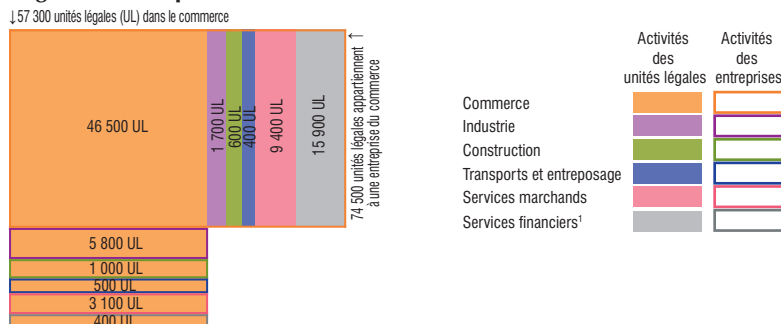 ↓57 300 unités légales (UL) dans le commerce
46 500 UL
1 700 UL
600 UL
400 UL
9 400 UL
15 900 UL
74 500 unités légales appartiennent ↑
à une entreprise du commerce
5 800 UL
1 000 UL
500 UL
3 100 UL
400 UL
Activités des unités légales
Activités des entreprises
Commerce
Industrie
Construction
Transports et entreposage
Services marchands
Services financiers¹